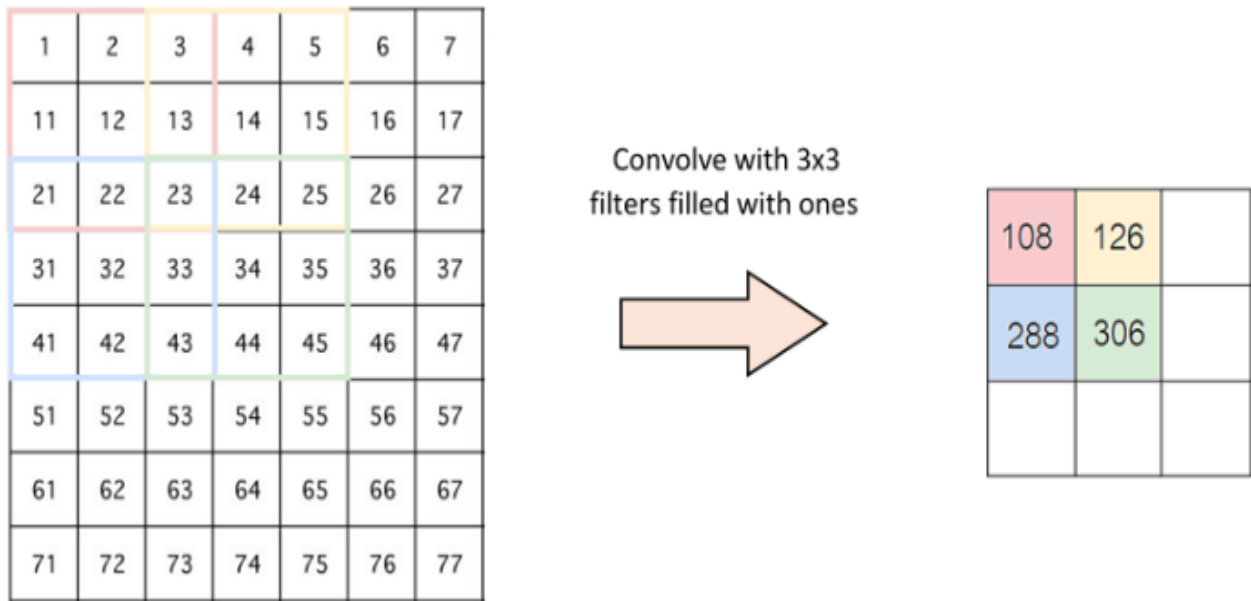 1 2 3 4 5 6 7
11 12 13 14 15 16 17
21 22 23 24 25 26 27
31 32 33 34 35 36 37
41 42 43 44 45 46 47
51 52 53 54 55 56 57
61 62 63 64 65 66 67
71 72 73 74 75 76 77
Convolve with 3x3
filters filled with ones
108 126
288 306